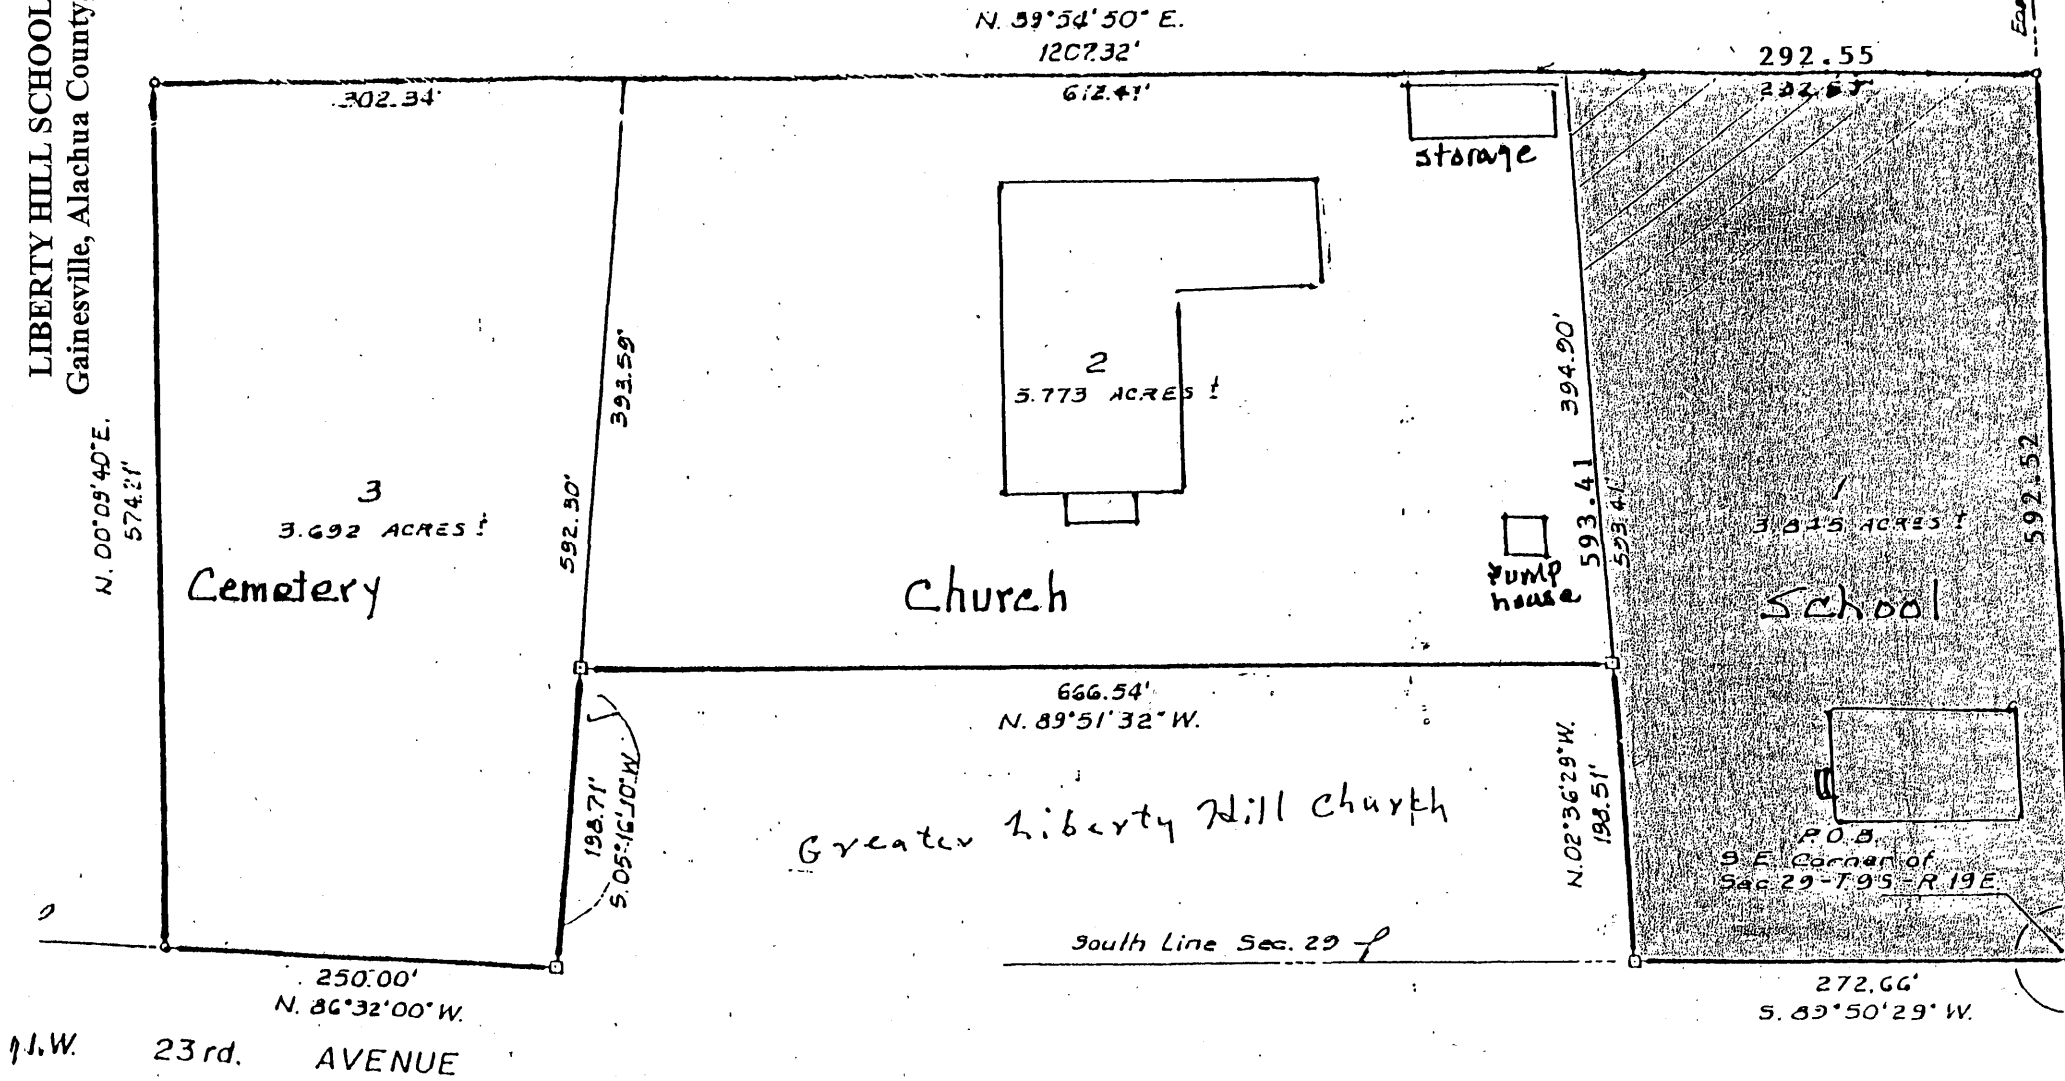 LIBERTY HILL SCHOOL
Gainesville, Alachua County,
N. 89°54'50" E.
1207.32'
302.34'
612.41'
292.55
storage
N. 00°09'40" E.
574.21'
393.59'
592.30'
394.90'
593.41
593.41'
592.52
2
5.773 ACRES ±
3
3.692 ACRES ±
1
3.845 ACRES ±
Cemetery
Church
Pump
house
School
666.54'
N. 89°51'32" W.
198.71'
S. 05°16'10" W.
Greater Liberty Hill Church
N. 02°36'29" W.
198.51'
P.O.B.
S E Corner of
Sec 29-T9S-R19E
South Line Sec. 29
250.00'
N. 86°32'00" W.
272.66'
S. 89°50'29" W.
N.W. 23rd. AVENUE